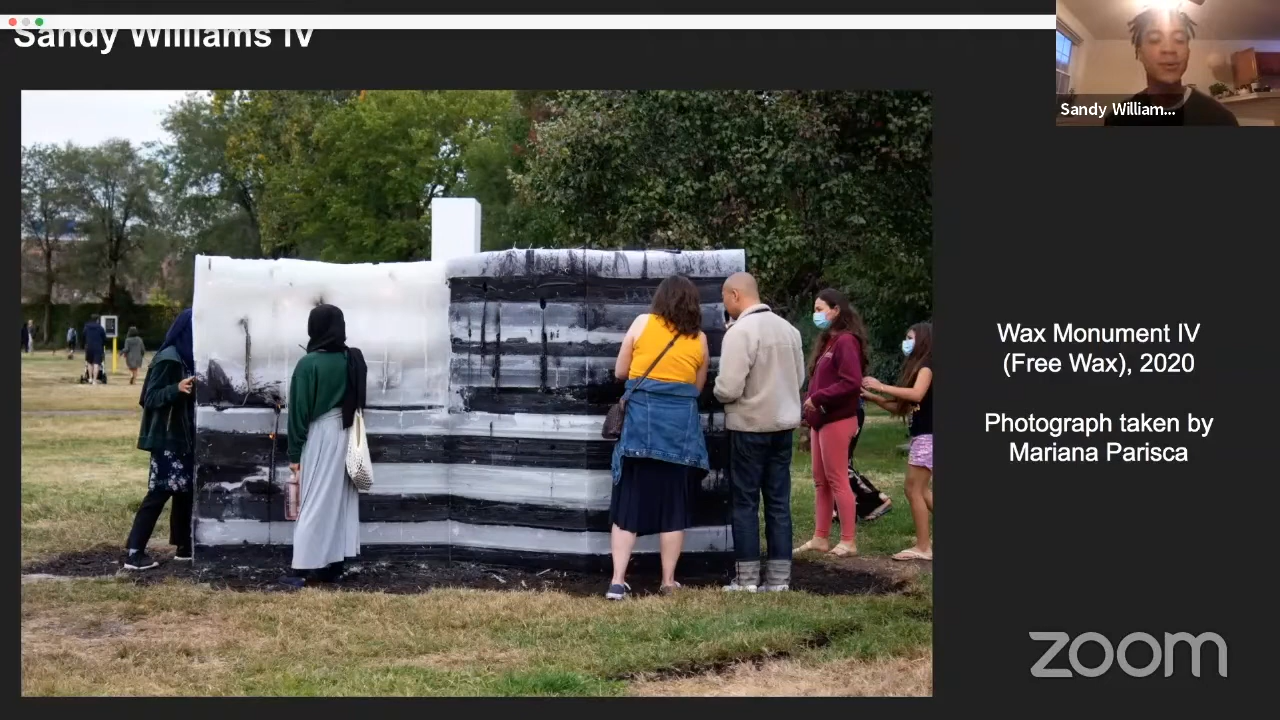 Sandy Williams IV
Sandy William...
Wax Monument IV
(Free Wax), 2020
Photograph taken by
Mariana Parisca
zoom